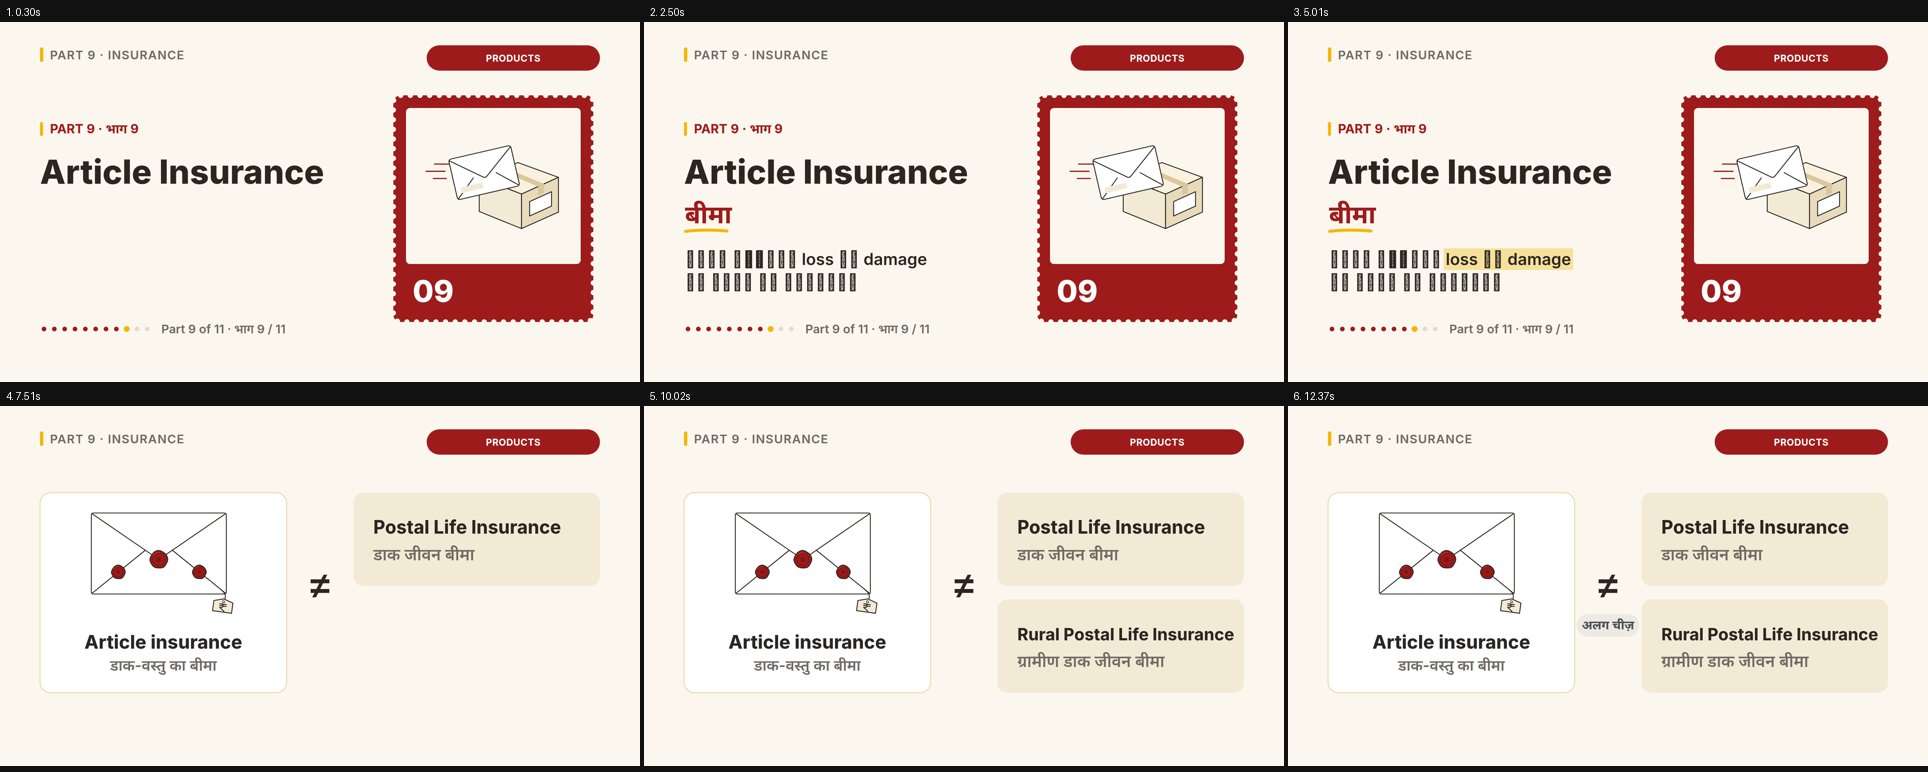 1. 0.30s
PART 9 · INSURANCE
PRODUCTS
PART 9 · भाग 9
Article Insurance
09
Part 9 of 11 · भाग 9 / 11
2. 2.50s
PART 9 · INSURANCE
PRODUCTS
PART 9 · भाग 9
Article Insurance
बीमा
loss damage
09
Part 9 of 11 · भाग 9 / 11
3. 5.01s
PART 9 · INSURANCE
PRODUCTS
PART 9 · भाग 9
Article Insurance
बीमा
loss damage
09
Part 9 of 11 · भाग 9 / 11
4. 7.51s
PART 9 · INSURANCE
PRODUCTS
Article insurance
डाक-वस्तु का बीमा
≠
Postal Life Insurance
डाक जीवन बीमा
5. 10.02s
PART 9 · INSURANCE
PRODUCTS
Article insurance
डाक-वस्तु का बीमा
≠
Postal Life Insurance
डाक जीवन बीमा
Rural Postal Life Insurance
ग्रामीण डाक जीवन बीमा
6. 12.37s
PART 9 · INSURANCE
PRODUCTS
Article insurance
डाक-वस्तु का बीमा
≠
अलग चीज़
Postal Life Insurance
डाक जीवन बीमा
Rural Postal Life Insurance
ग्रामीण डाक जीवन बीमा